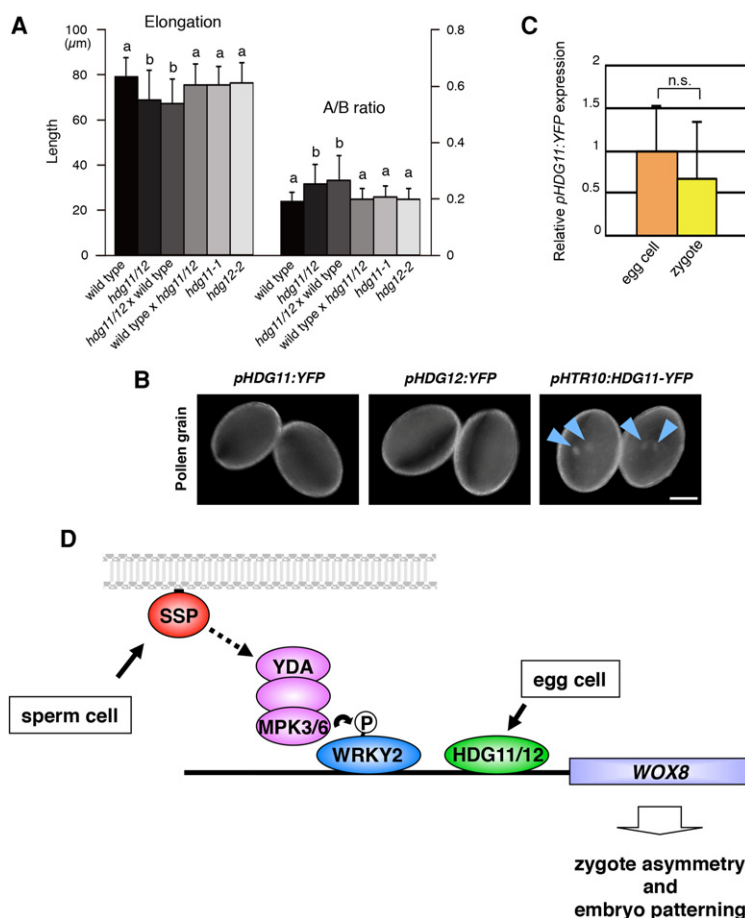 A
Elongation
100
(µm)
80
60
40
20
0
Length
a
b
b
a
a
a
wild type
hdg11/12
hdg11/12 x wild type
wild type x hdg11/12
hdg11-1
hdg12-2
A/B ratio
0.8
0.6
0.4
0.2
0
a
b
b
a
a
a
wild type
hdg11/12
hdg11/12 x wild type
wild type x hdg11/12
hdg11-1
hdg12-2
C
Relative pHDG11:YFP expression
2
1.5
1
0.5
0
n.s.
egg cell
zygote
B
pHDG11:YFP
pHDG12:YFP
pHTR10:HDG11-YFP
Pollen grain
D
SSP
sperm cell
YDA
MPK3/6
P
WRKY2
egg cell
HDG11/12
WOX8
zygote asymmetry
and
embryo patterning